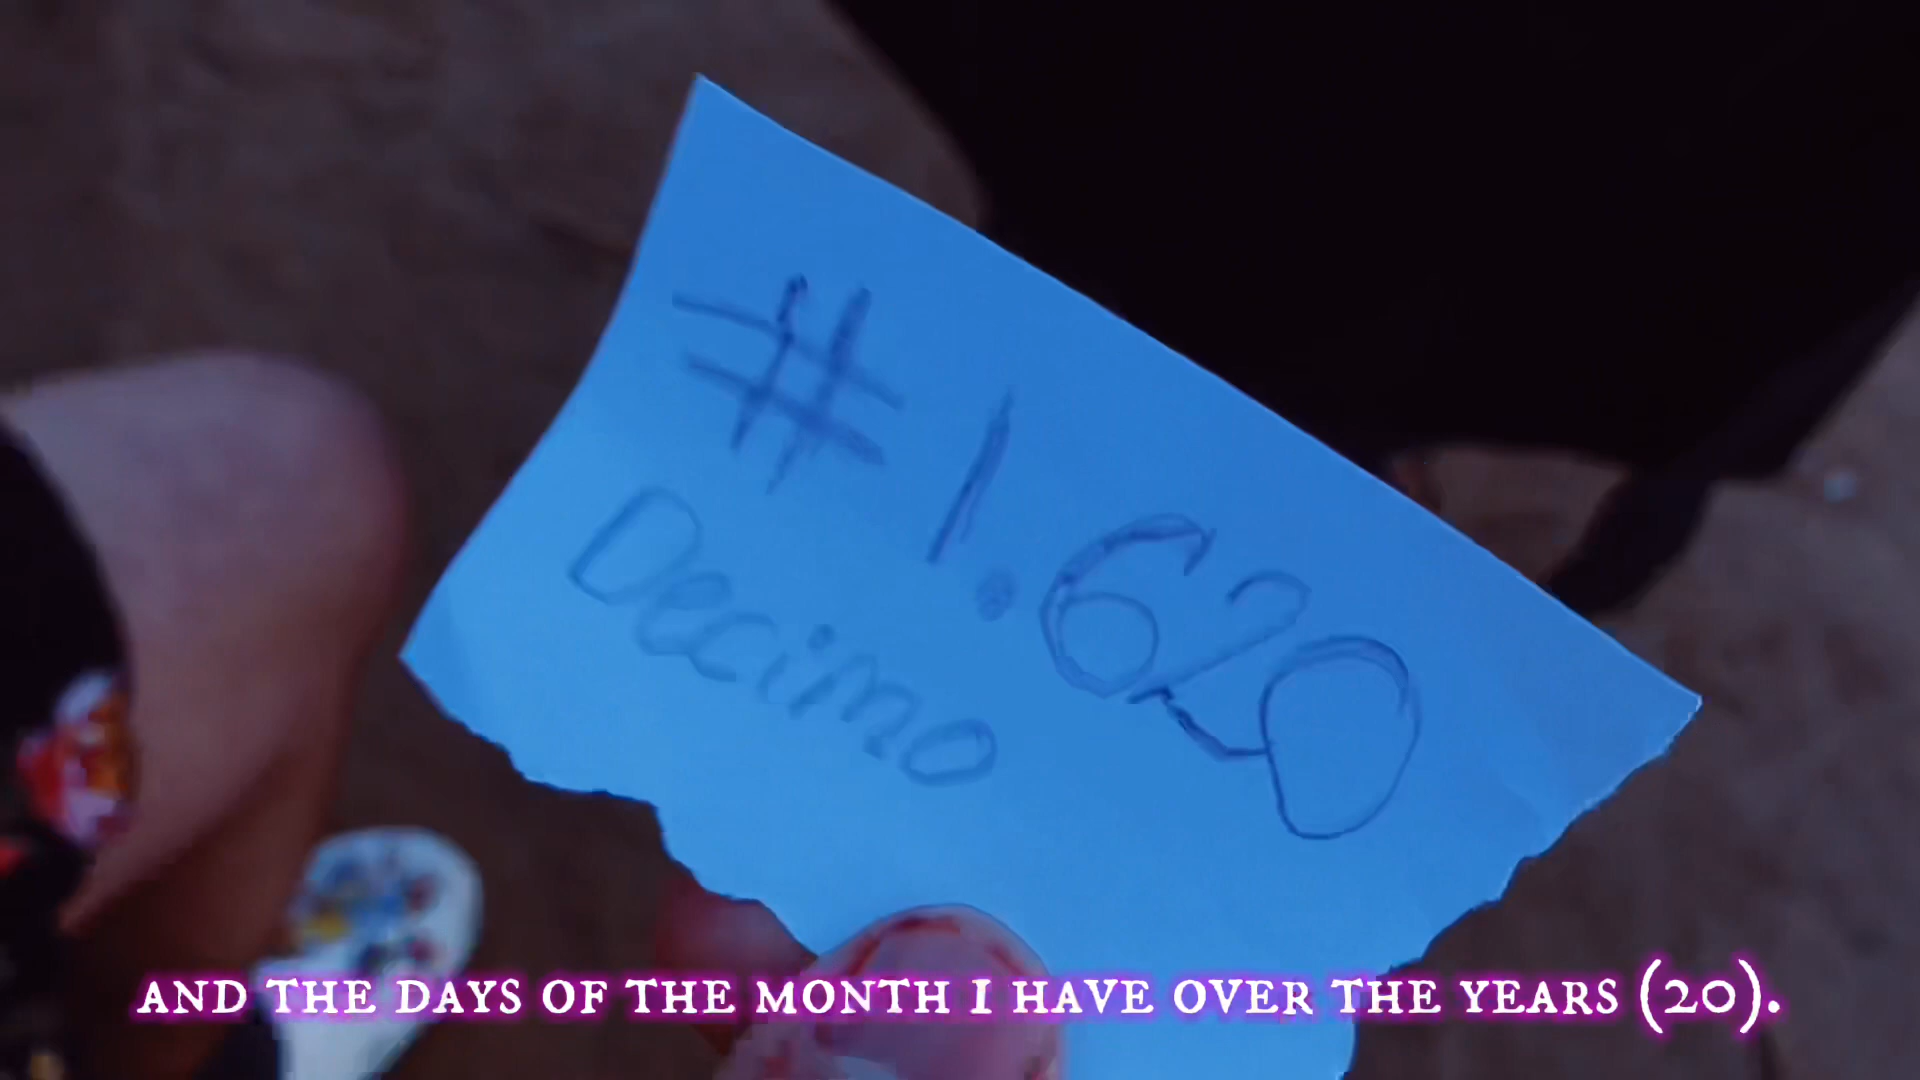 #1.620
Decimo
AND THE DAYS OF THE MONTH I HAVE OVER THE YEARS (20).